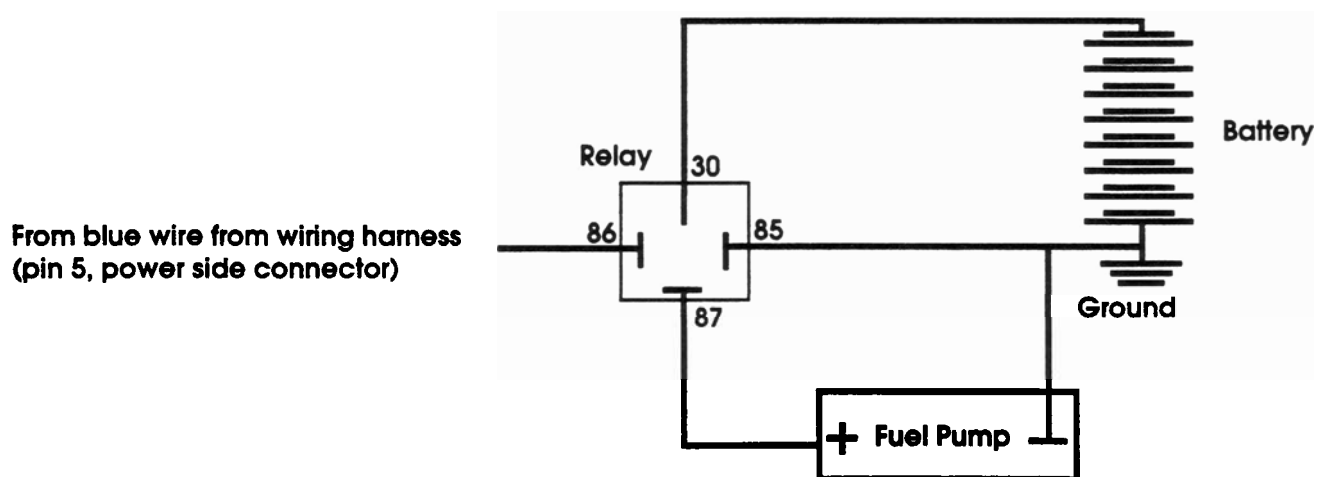 Relay
30
Battery
86
85
From blue wire from wiring harness
(pin 5, power side connector)
Ground
87
+ Fuel Pump —